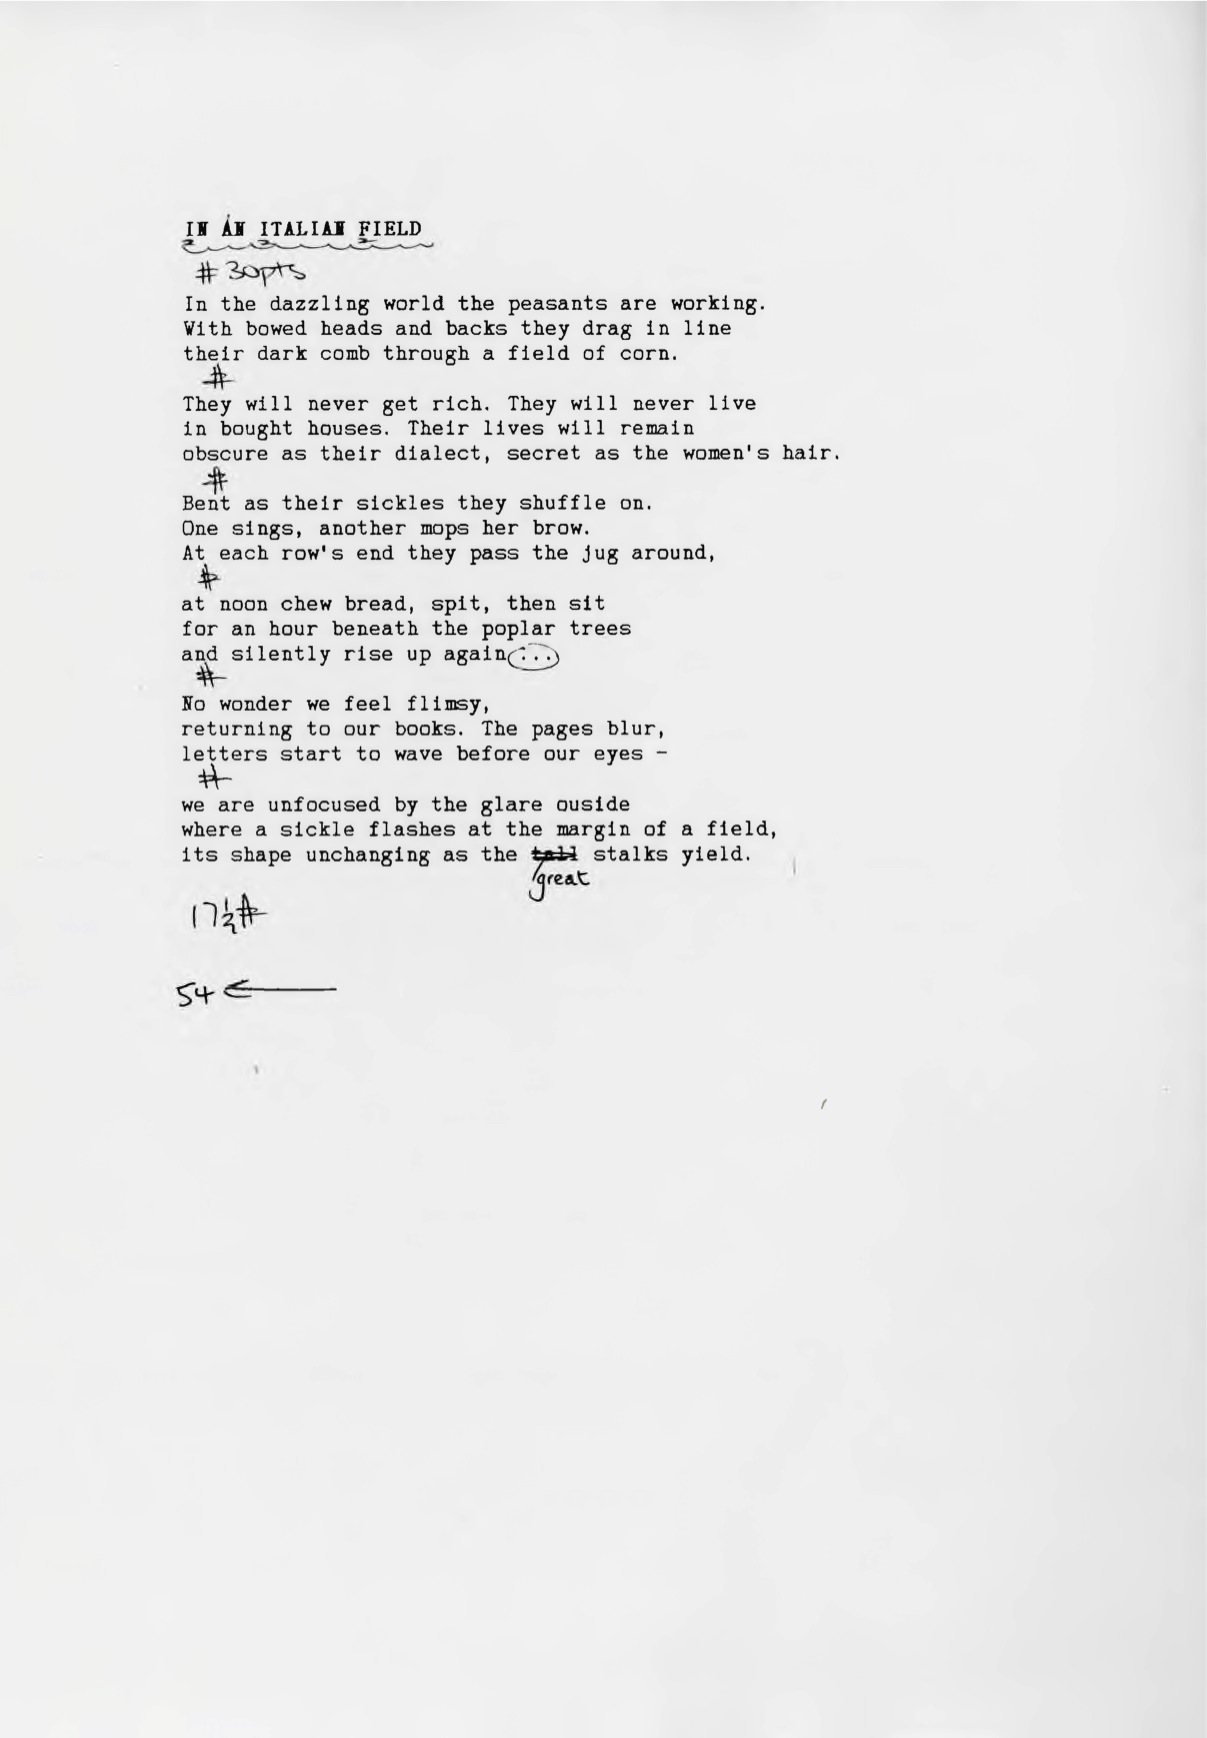 IN AN ITALIAN FIELD
# 30pts
In the dazzling world the peasants are working.
With bowed heads and backs they drag in line
their dark comb through a field of corn.
#
They will never get rich. They will never live
in bought houses. Their lives will remain
obscure as their dialect, secret as the women's hair.
#
Bent as their sickles they shuffle on.
One sings, another mops her brow.
At each row's end they pass the jug around,
#
at noon chew bread, spit, then sit
for an hour beneath the poplar trees
and silently rise up again...
#
No wonder we feel flimsy,
returning to our books. The pages blur,
letters start to wave before our eyes -
#
we are unfocused by the glare ouside
where a sickle flashes at the margin of a field,
its shape unchanging as the tall stalks yield.
great
17½#
54